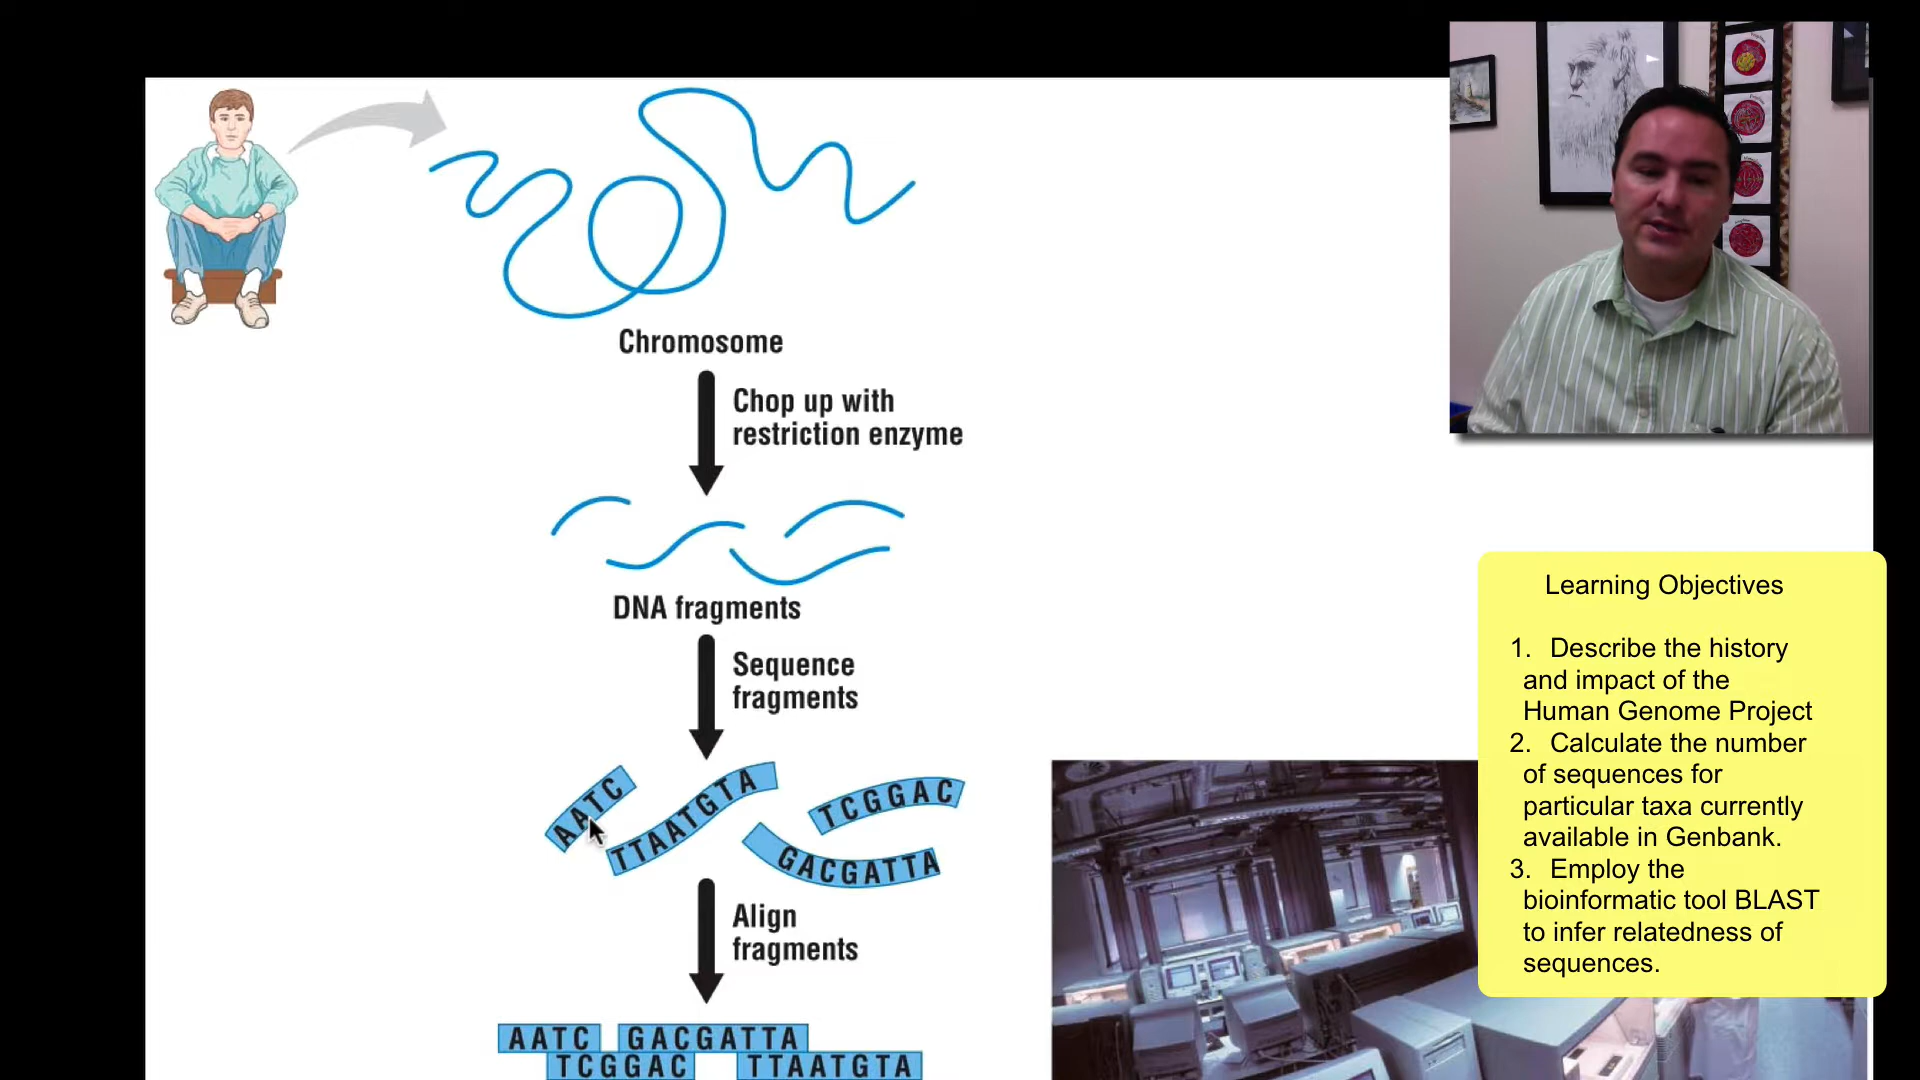 Chromosome
Chop up with
restriction enzyme
DNA fragments
Sequence
fragments
AATC
TTAATGTA
TCGGAC
GACGATTA
Align
fragments
AATC
GACGATTA
TCGGAC
TTAATGTA
Learning Objectives
1. Describe the history
and impact of the
Human Genome Project
2. Calculate the number
of sequences for
particular taxa currently
available in Genbank.
3. Employ the
bioinformatic tool BLAST
to infer relatedness of
sequences.